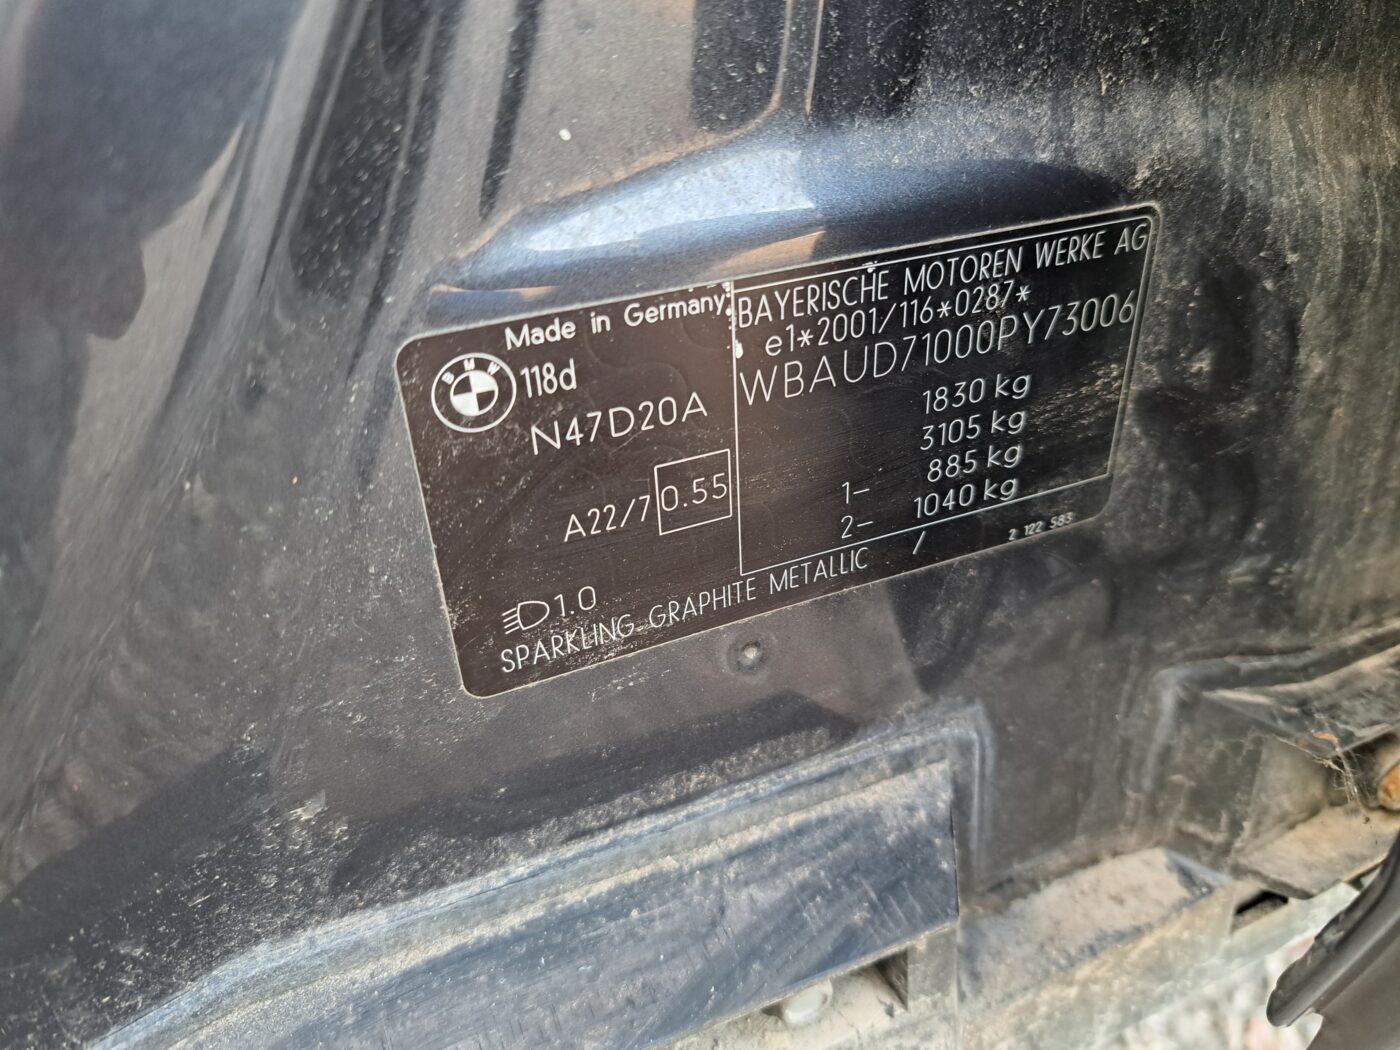 Made in Germany
BMW
118d
N47D20A
A22/7 0.55
1.0
BAYERISCHE MOTOREN WERKE AG
e1*2001/116*0287*
WBAUD71000PY73006
1830 kg
3105 kg
1- 885 kg
2- 1040 kg
SPARKLING GRAPHITE METALLIC /
2 122 583